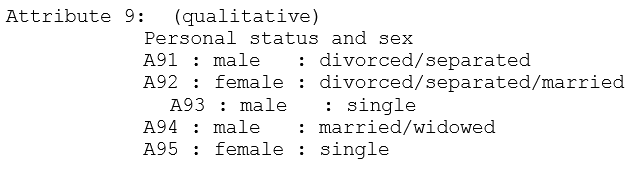 Attribute 9:  (qualitative)
Personal status and sex
A91 : male   : divorced/separated
A92 : female : divorced/separated/married
A93 : male   : single
A94 : male   : married/widowed
A95 : female : single